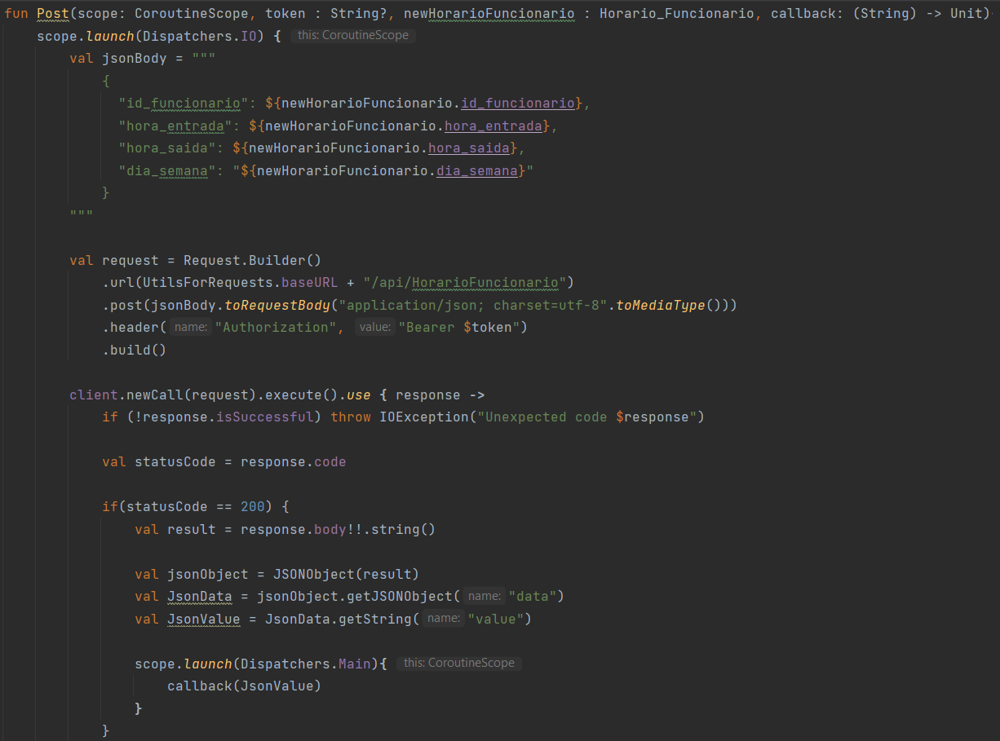 fun Post(scope: CoroutineScope, token : String?, newHorarioFuncionario : Horario_Funcionario, callback: (String) -> Unit)
scope.launch(Dispatchers.IO) { this: CoroutineScope
val jsonBody = """
{
"id_funcionario": ${newHorarioFuncionario.id_funcionario},
"hora_entrada": ${newHorarioFuncionario.hora_entrada},
"hora_saida": ${newHorarioFuncionario.hora_saida},
"dia_semana": "${newHorarioFuncionario.dia_semana}"
}
"""
val request = Request.Builder()
.url(UtilsForRequests.baseURL + "/api/HorarioFuncionario")
.post(jsonBody.toRequestBody("application/json; charset=utf-8".toMediaType()))
.header( name: "Authorization", value: "Bearer $token")
.build()
client.newCall(request).execute().use { response ->
if (!response.isSuccessful) throw IOException("Unexpected code $response")
val statusCode = response.code
if(statusCode == 200) {
val result = response.body!!.string()
val jsonObject = JSONObject(result)
val JsonData = jsonObject.getJSONObject( name: "data")
val JsonValue = JsonData.getString( name: "value")
scope.launch(Dispatchers.Main){ this: CoroutineScope
callback(JsonValue)
}
}